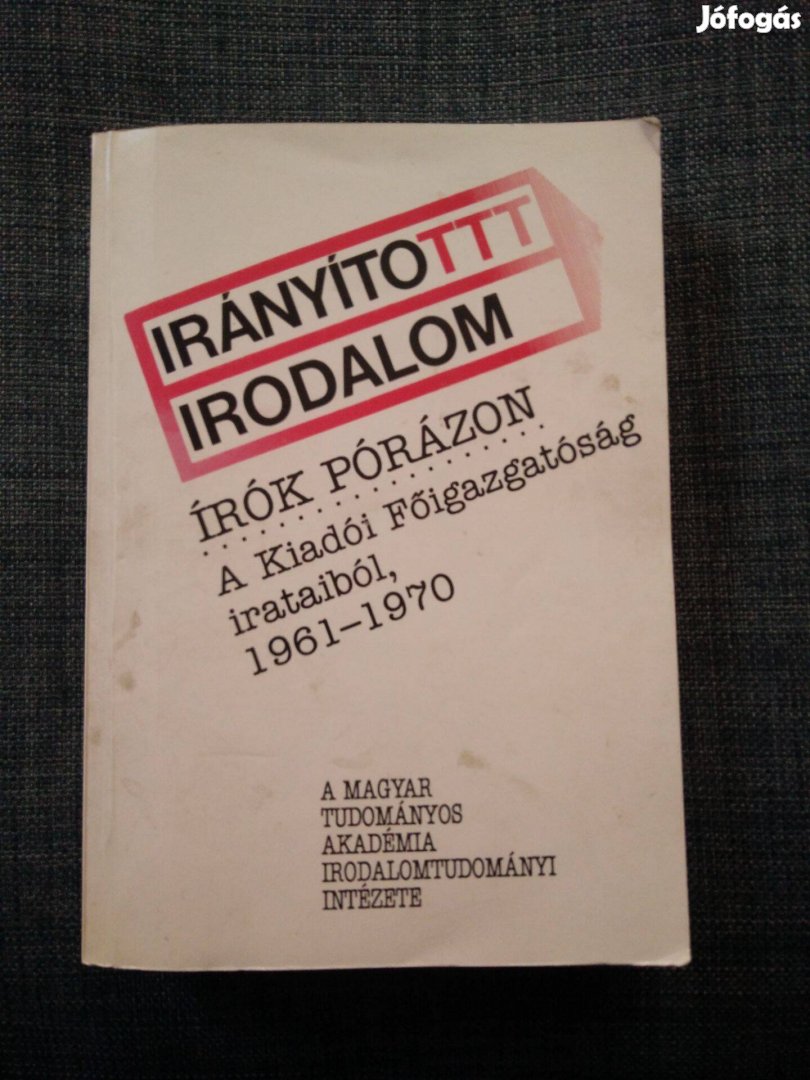 Jófogás
IRÁNYÍTOTTT
IRODALOM
ÍRÓK PÓRÁZON
A Kiadói Főigazgatóság
irataiból,
1961–1970
A MAGYAR
TUDOMÁNYOS
AKADÉMIA
IRODALOMTUDOMÁNYI
INTÉZETE